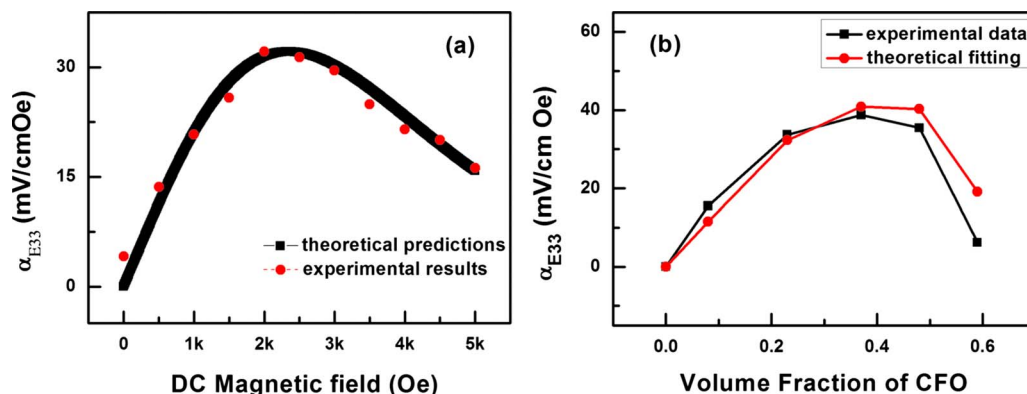 (a)
30
15
0
α_E33 (mV/cmOe)
theoretical predictions
experimental results
0 1k 2k 3k 4k 5k
DC Magnetic field (Oe)
(b)
experimental data
theoretical fitting
60
40
20
0
α_E33 (mV/cm Oe)
0.0 0.2 0.4 0.6
Volume Fraction of CFO